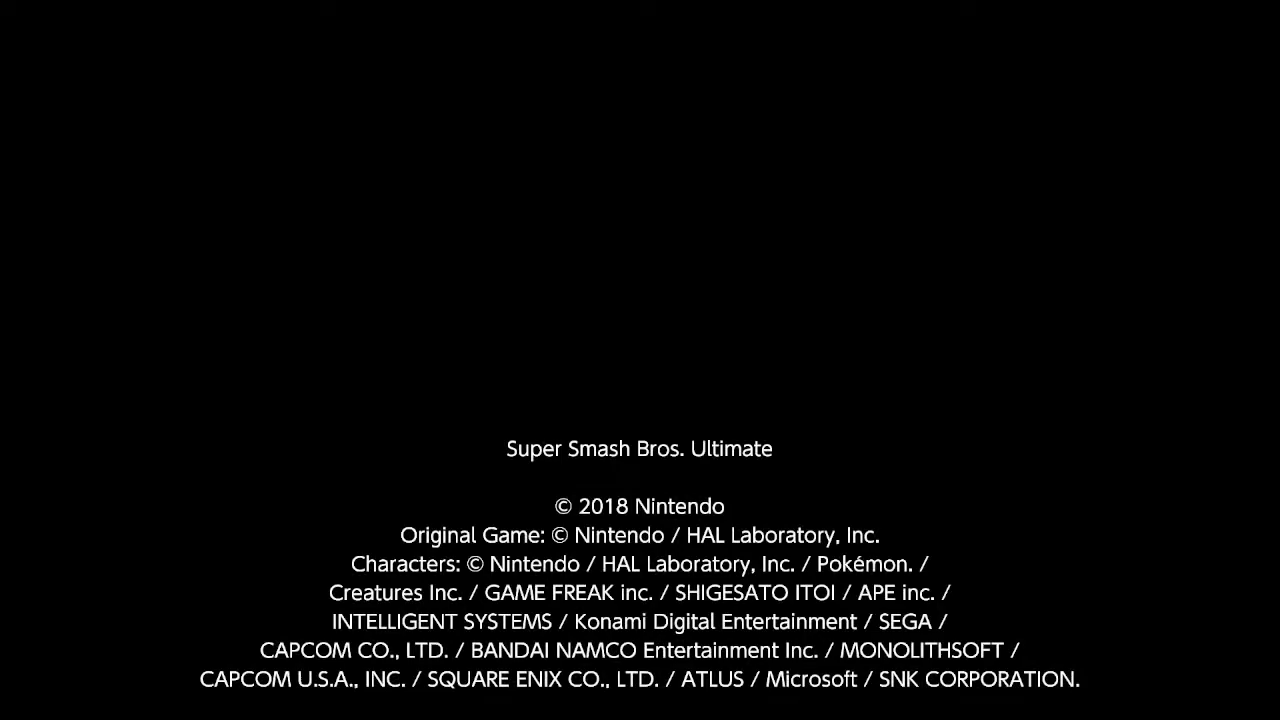 Super Smash Bros. Ultimate
© 2018 Nintendo
Original Game: © Nintendo / HAL Laboratory, Inc.
Characters: © Nintendo / HAL Laboratory, Inc. / Pokémon. /
Creatures Inc. / GAME FREAK inc. / SHIGESATO ITOI / APE inc. /
INTELLIGENT SYSTEMS / Konami Digital Entertainment / SEGA /
CAPCOM CO., LTD. / BANDAI NAMCO Entertainment Inc. / MONOLITHSOFT /
CAPCOM U.S.A., INC. / SQUARE ENIX CO., LTD. / ATLUS / Microsoft / SNK CORPORATION.